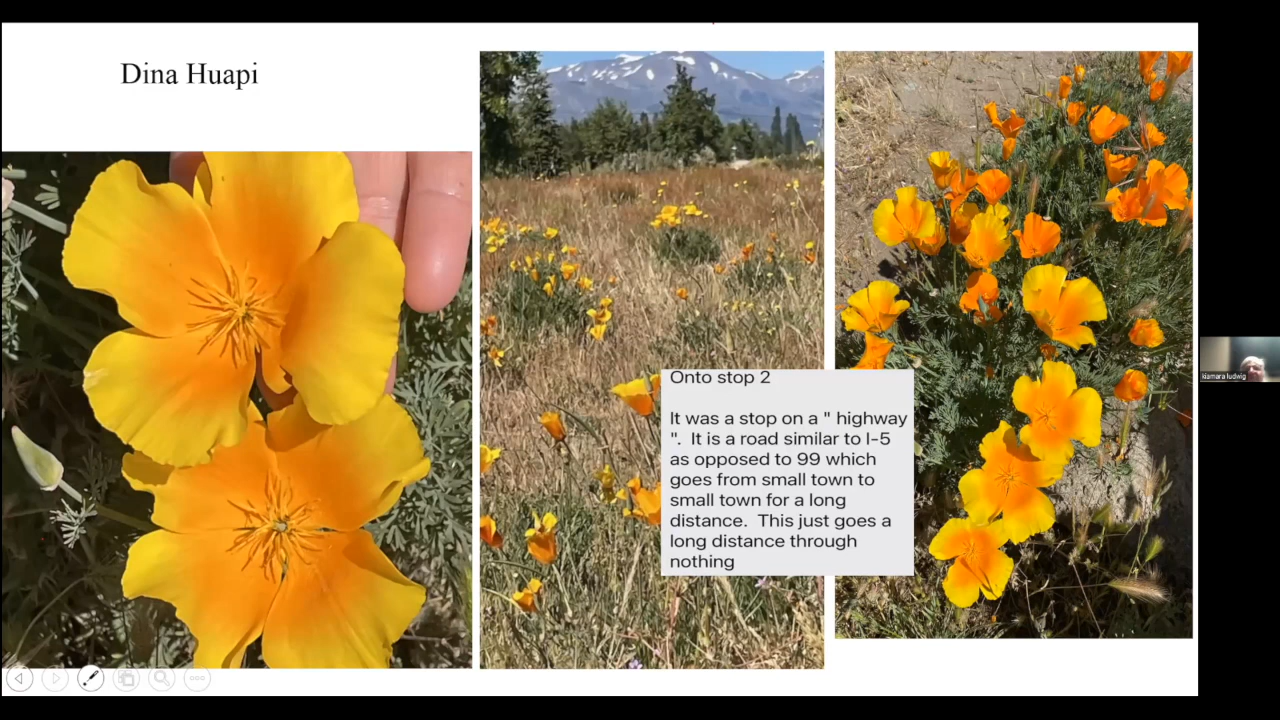 Dina Huapi
Onto stop 2
It was a stop on a " highway
". It is a road similar to I-5
as opposed to 99 which
goes from small town to
small town for a long
distance. This just goes a
long distance through
nothing
kiamara ludwig